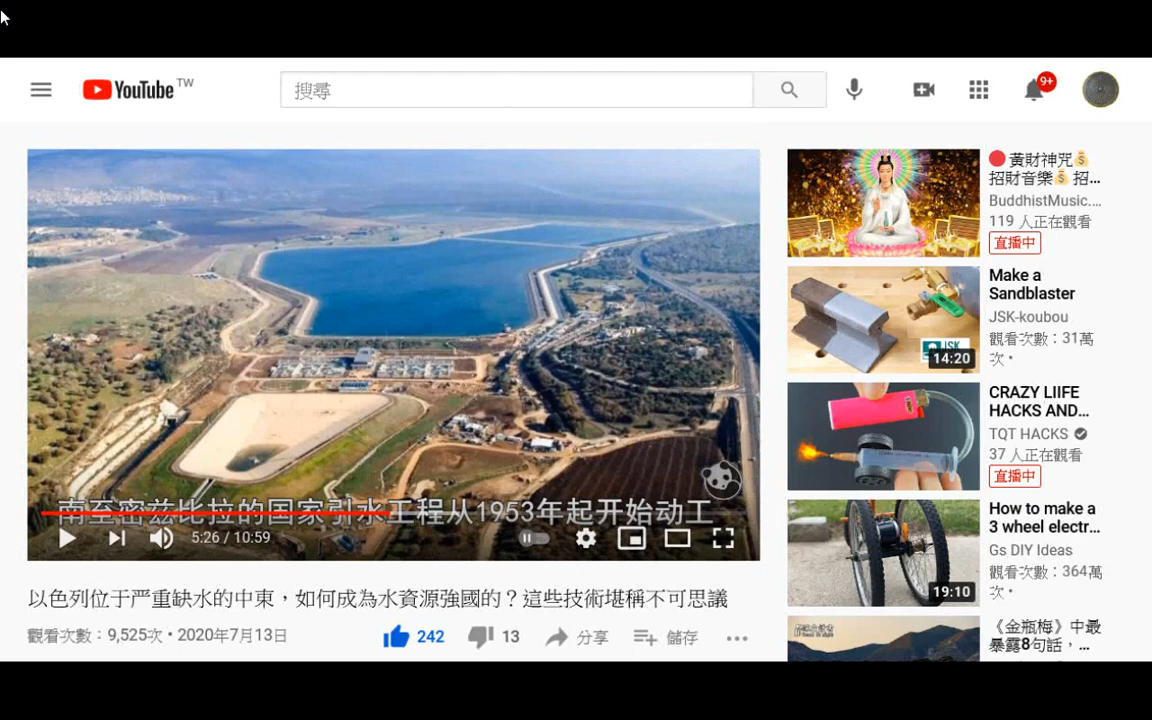 YouTube TW
搜尋
9+
南至密兹比拉的国家引水工程从1953年起开始动工
5:26 / 10:59
以色列位于严重缺水的中東，如何成為水資源強國的？這些技術堪稱不可思議
觀看次數：9,525次 • 2020年7月13日
242
13
分享
儲存
黃財神咒
招財音樂 招...
BuddhistMusic....
119 人正在觀看
直播中
JSK
14:20
Make a
Sandblaster
JSK-koubou
觀看次數：31萬
次 •
CRAZY LIIFE
HACKS AND...
TQT HACKS
37 人正在觀看
直播中
19:10
How to make a
3 wheel electr...
Gs DIY Ideas
觀看次數：364萬
次 •
《金瓶梅》中最
暴露8句話，...